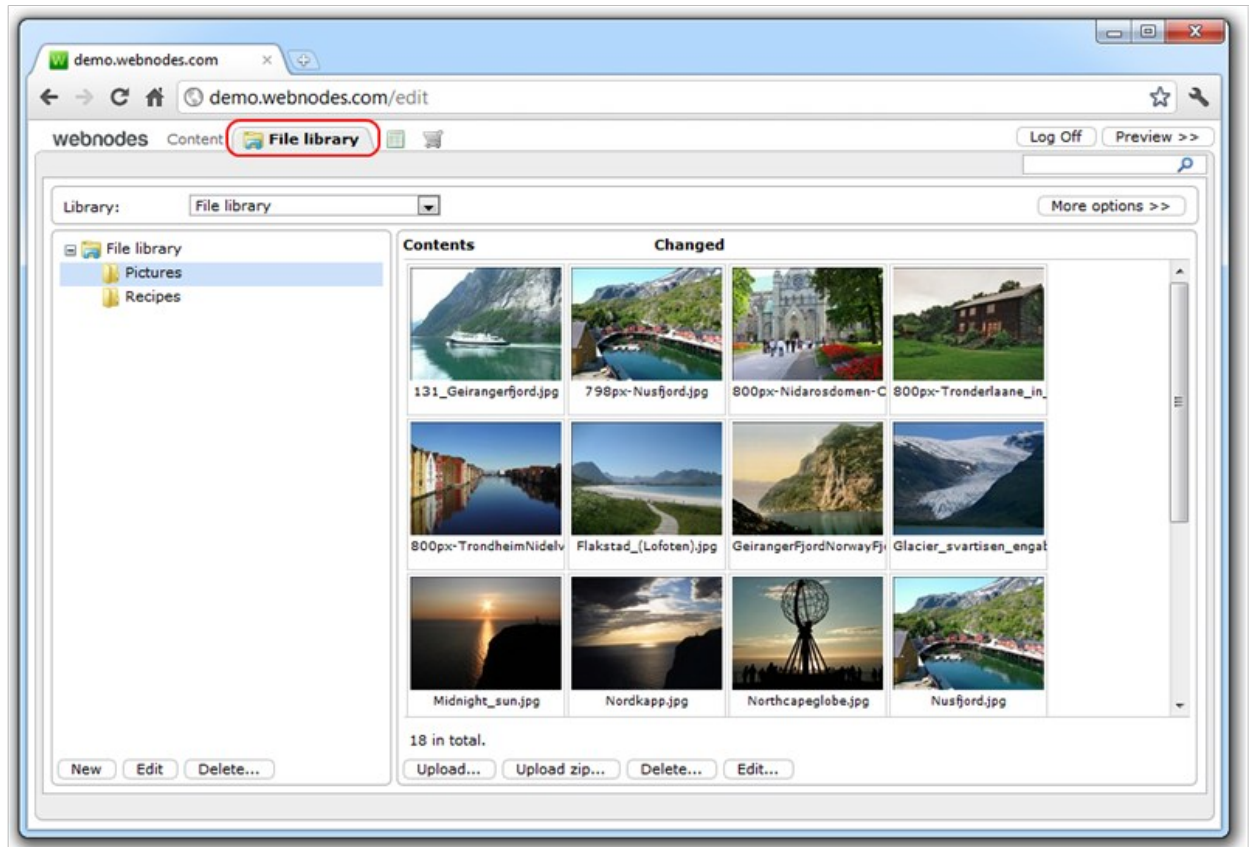 demo.webnodes.com
demo.webnodes.com/edit
webnodes Content File library Log Off Preview >>
Library: File library More options >>
File library
Pictures
Recipes
Contents Changed
131_Geirangerfjord.jpg 798px-Nusfjord.jpg 800px-Nidarosdomen-C 800px-Tronderlaane_in_
800px-TrondheimNidelv Flakstad_(Lofoten).jpg GeirangerFjordNorwayFj Glacier_svartisen_engab
Midnight_sun.jpg Nordkapp.jpg Northcapeglobe.jpg Nusfjord.jpg
18 in total.
New Edit Delete... Upload... Upload zip... Delete... Edit...